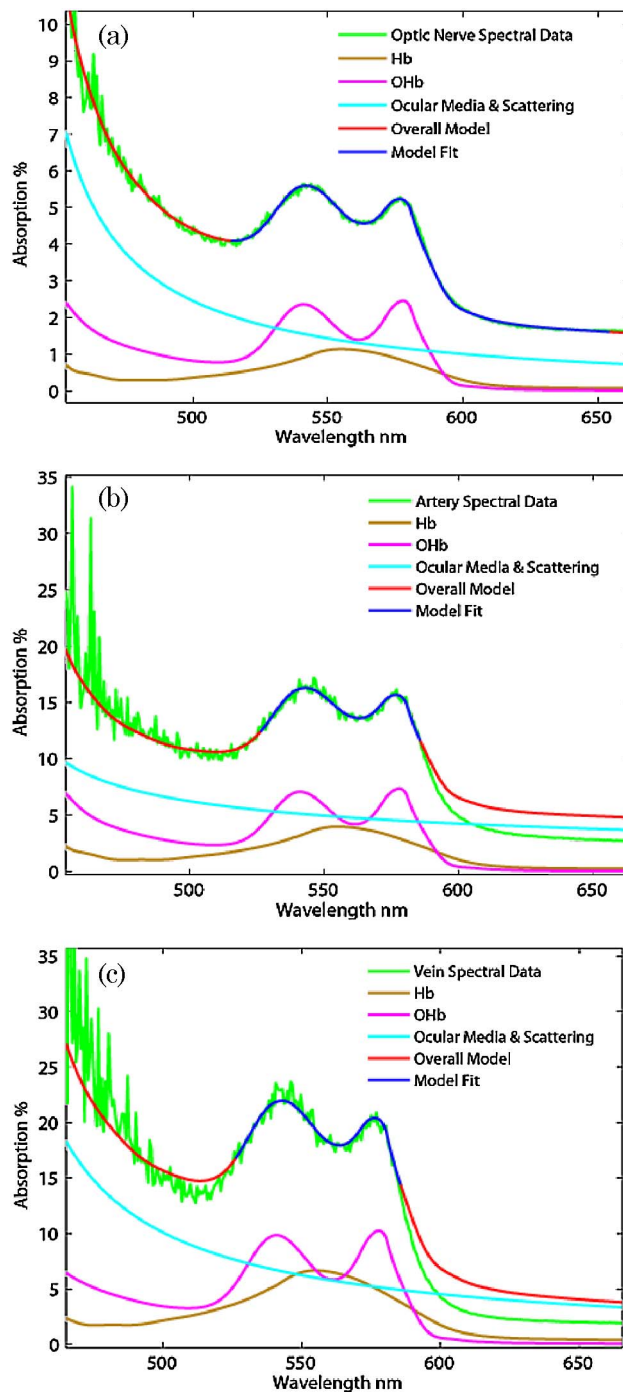 (a)
Optic Nerve Spectral Data
Hb
OHb
Ocular Media & Scattering
Overall Model
Model Fit
Absorption %
10
9
8
7
6
5
4
3
2
1
0
500
550
600
650
Wavelength nm
(b)
Artery Spectral Data
Hb
OHb
Ocular Media & Scattering
Overall Model
Model Fit
Absorption %
35
30
25
20
15
10
5
0
500
550
600
650
Wavelength nm
(c)
Vein Spectral Data
Hb
OHb
Ocular Media & Scattering
Overall Model
Model Fit
Absorption %
35
30
25
20
15
10
5
0
500
550
600
650
Wavelength nm